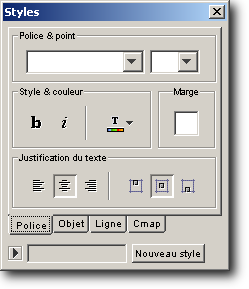 Styles
Police & point
Style & couleur
Marge
b i T
Justification du texte
Police Objet Ligne Cmap
Nouveau style